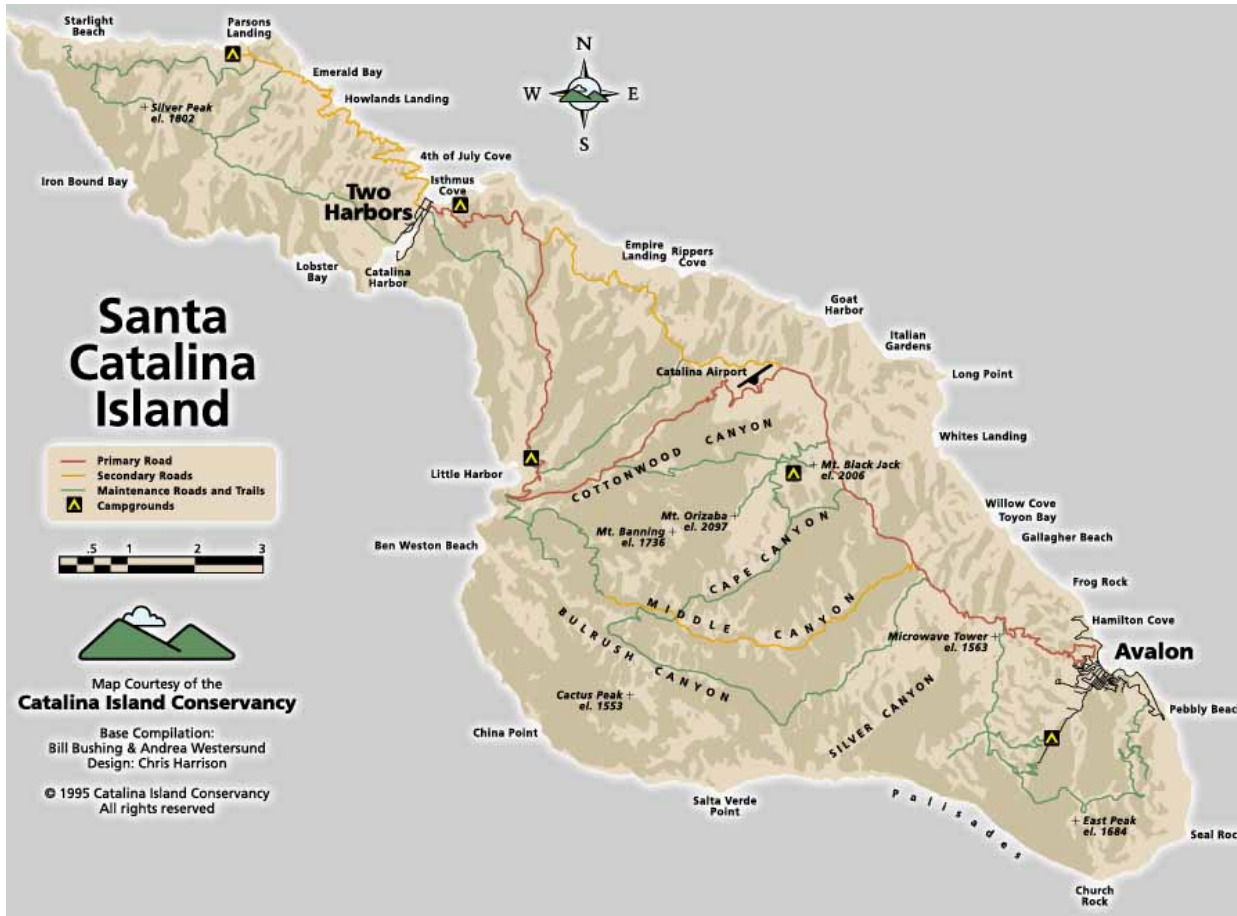 Starlight
Beach
Parsons
Landing
Emerald Bay
Howlands Landing
N
W
E
S
Silver Peak
el. 1802
4th of July Cove
Isthmus
Cove
Iron Bound Bay
Two
Harbors
Lobster
Bay
Catalina
Harbor
Empire
Landing
Rippers
Cove
Goat
Harbor
Italian
Gardens
Long Point
Catalina Airport
Whites Landing
Santa
Catalina
Island
Primary Road
Secondary Roads
Maintenance Roads and Trails
Campgrounds
.5 1 2 3
Little Harbor
COTTONWOOD CANYON
Mt. Black Jack
el. 2006
Mt. Orizaba
el. 2097
Mt. Banning
el. 1736
Willow Cove
Toyon Bay
Gallagher Beach
Ben Weston Beach
CAPE CANYON
Frog Rock
MIDDLE CANYON
Hamilton Cove
BULRUSH CANYON
Microwave Tower
el. 1563
Avalon
Map Courtesy of the
Catalina Island Conservancy
Cactus Peak
el. 1553
SILVER CANYON
Pebbly Beac
Base Compilation:
Bill Bushing & Andrea Westersund
Design: Chris Harrison
China Point
© 1995 Catalina Island Conservancy
All rights reserved
Salta Verde
Point
Palisades
East Peak
el. 1684
Seal Roc
Church
Rock